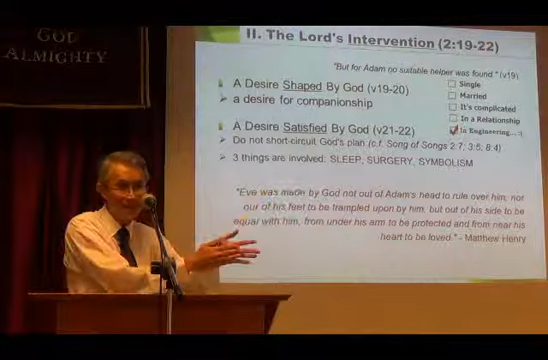 GOD
ALMIGHTY
II. The Lord's Intervention (2:19-22)
"But for Adam no suitable helper was found." (v19)
A Desire Shaped By God (v19-20)
a desire for companionship
Single
Married
It's complicated
In a Relationship
In Engineering... :)
A Desire Satisfied By God (v21-22)
Do not short-circuit God's plan (c.f. Song of Songs 2:7; 3:5; 8:4)
3 things are involved: SLEEP, SURGERY, SYMBOLISM
"Eve was made by God not out of Adam's head to rule over him, nor
our of his feet to be trampled upon by him, but out of his side to be
equal with him, from under his arm to be protected and from near his
heart to be loved." - Matthew Henry